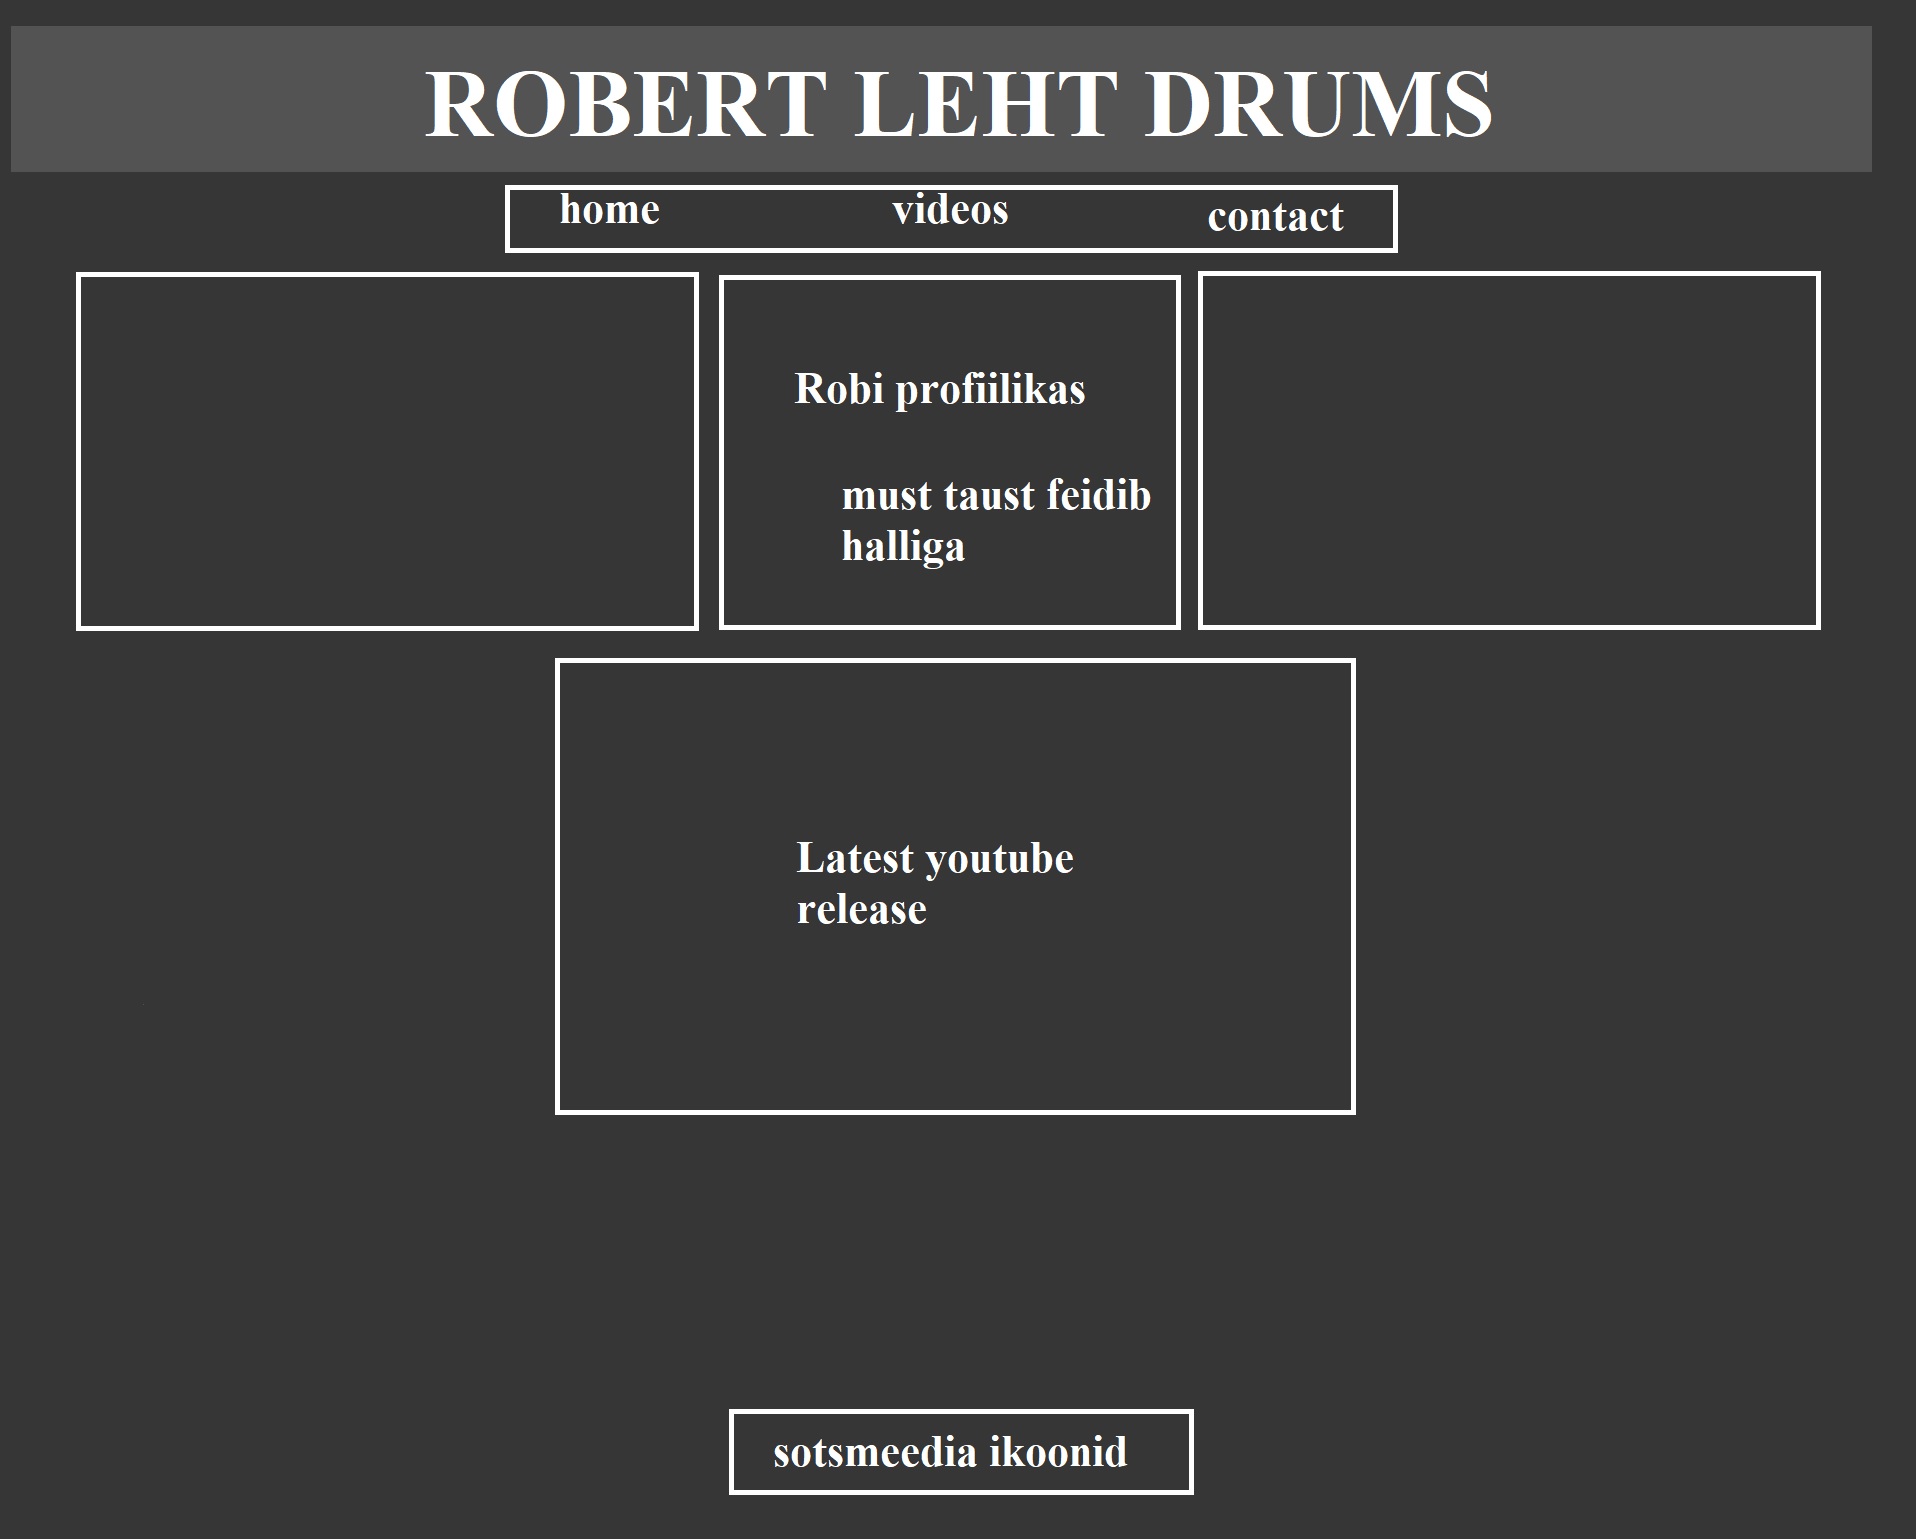 ROBERT LEHT DRUMS
home videos contact
Robi profiilikas
must taust feidib
halliga
Latest youtube
release
sotsmeedia ikoonid